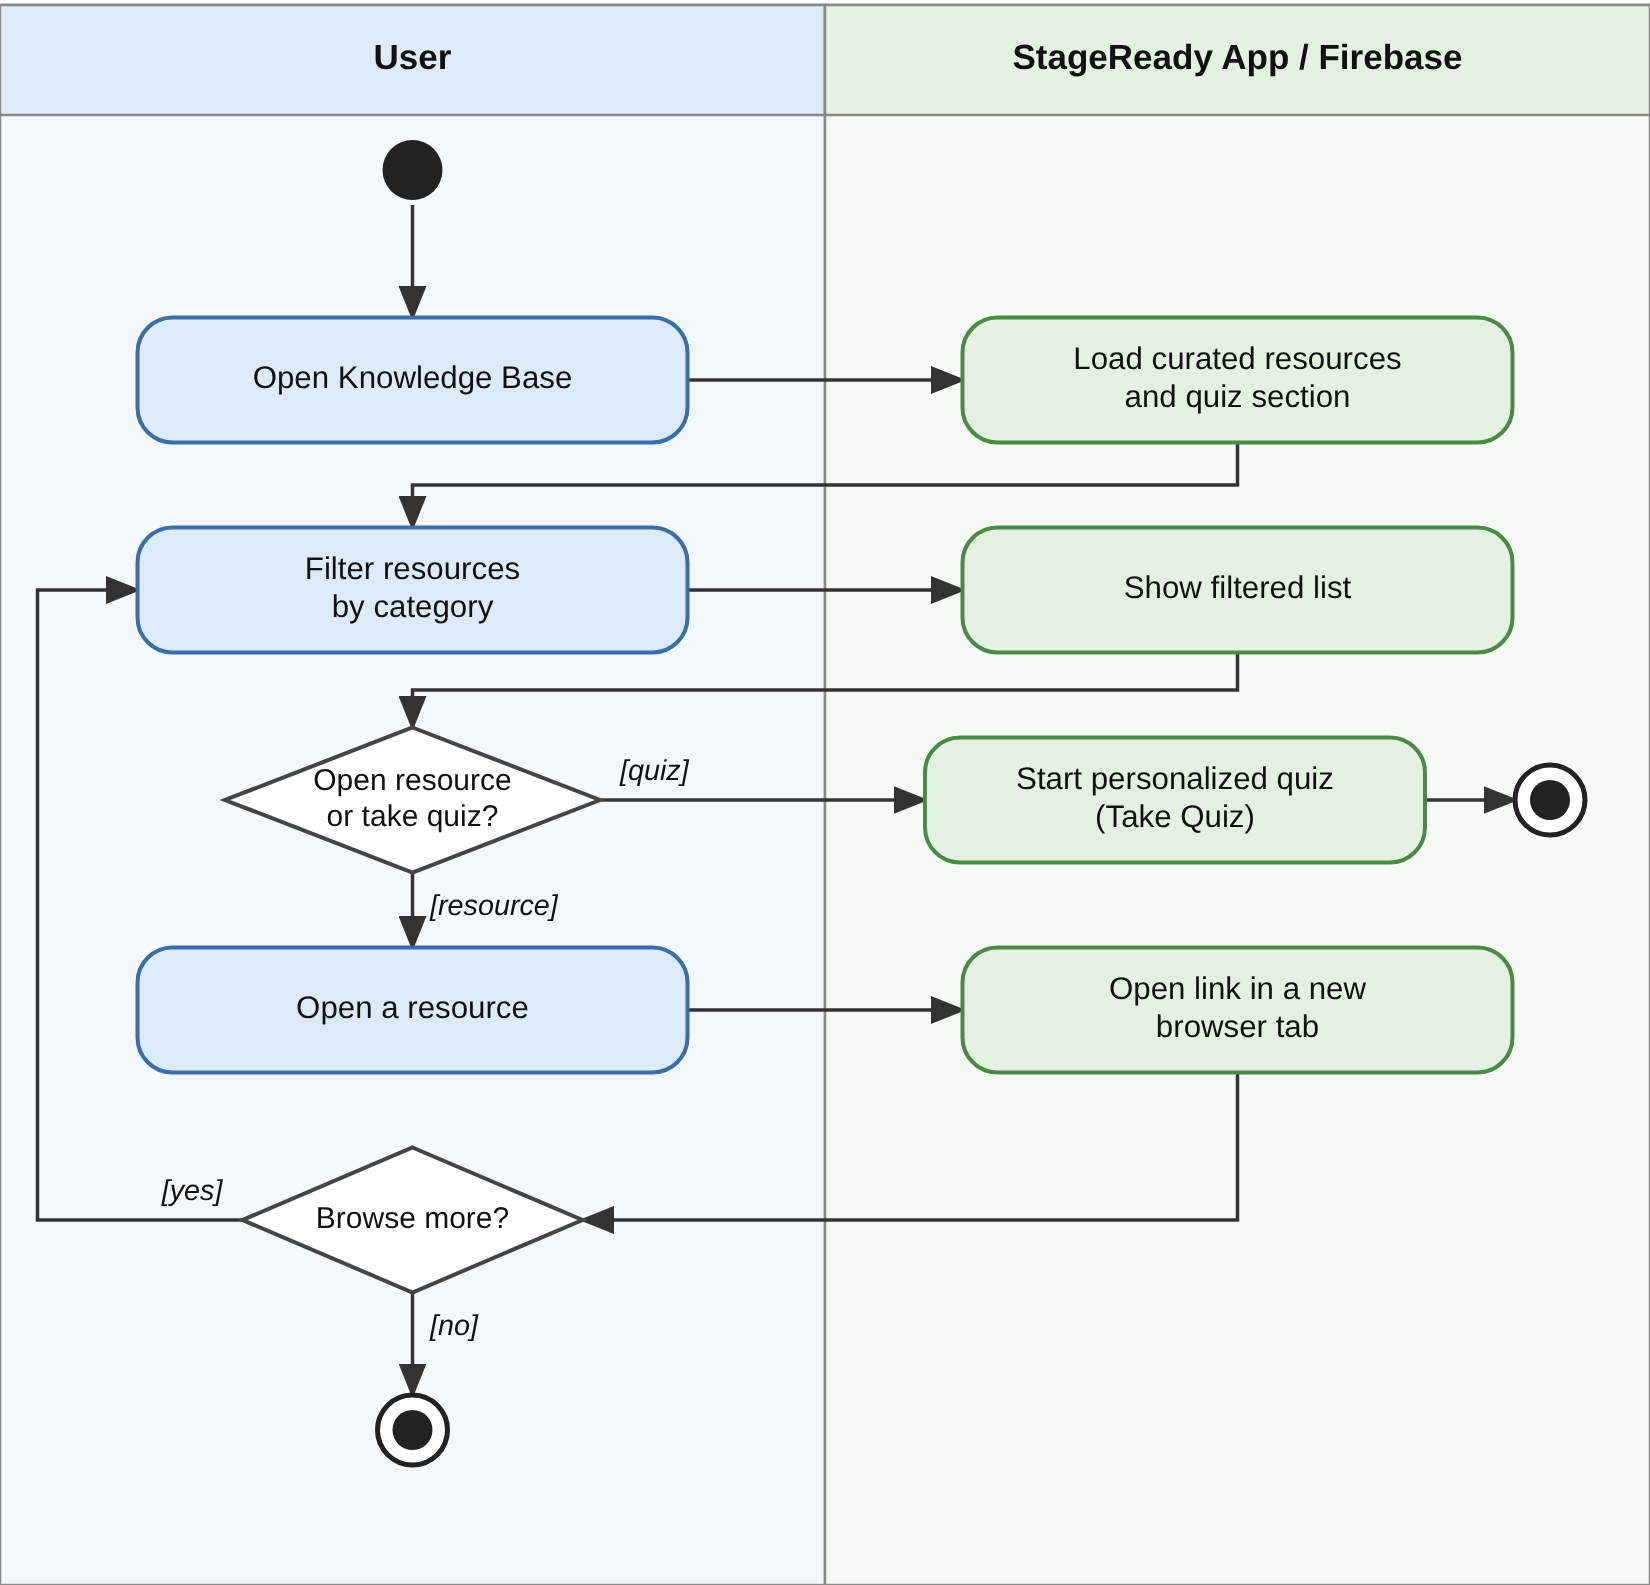 User
StageReady App / Firebase
Open Knowledge Base
Load curated resources
and quiz section
Filter resources
by category
Show filtered list
Open resource
or take quiz?
[quiz]
Start personalized quiz
(Take Quiz)
[resource]
Open a resource
Open link in a new
browser tab
[yes]
Browse more?
[no]